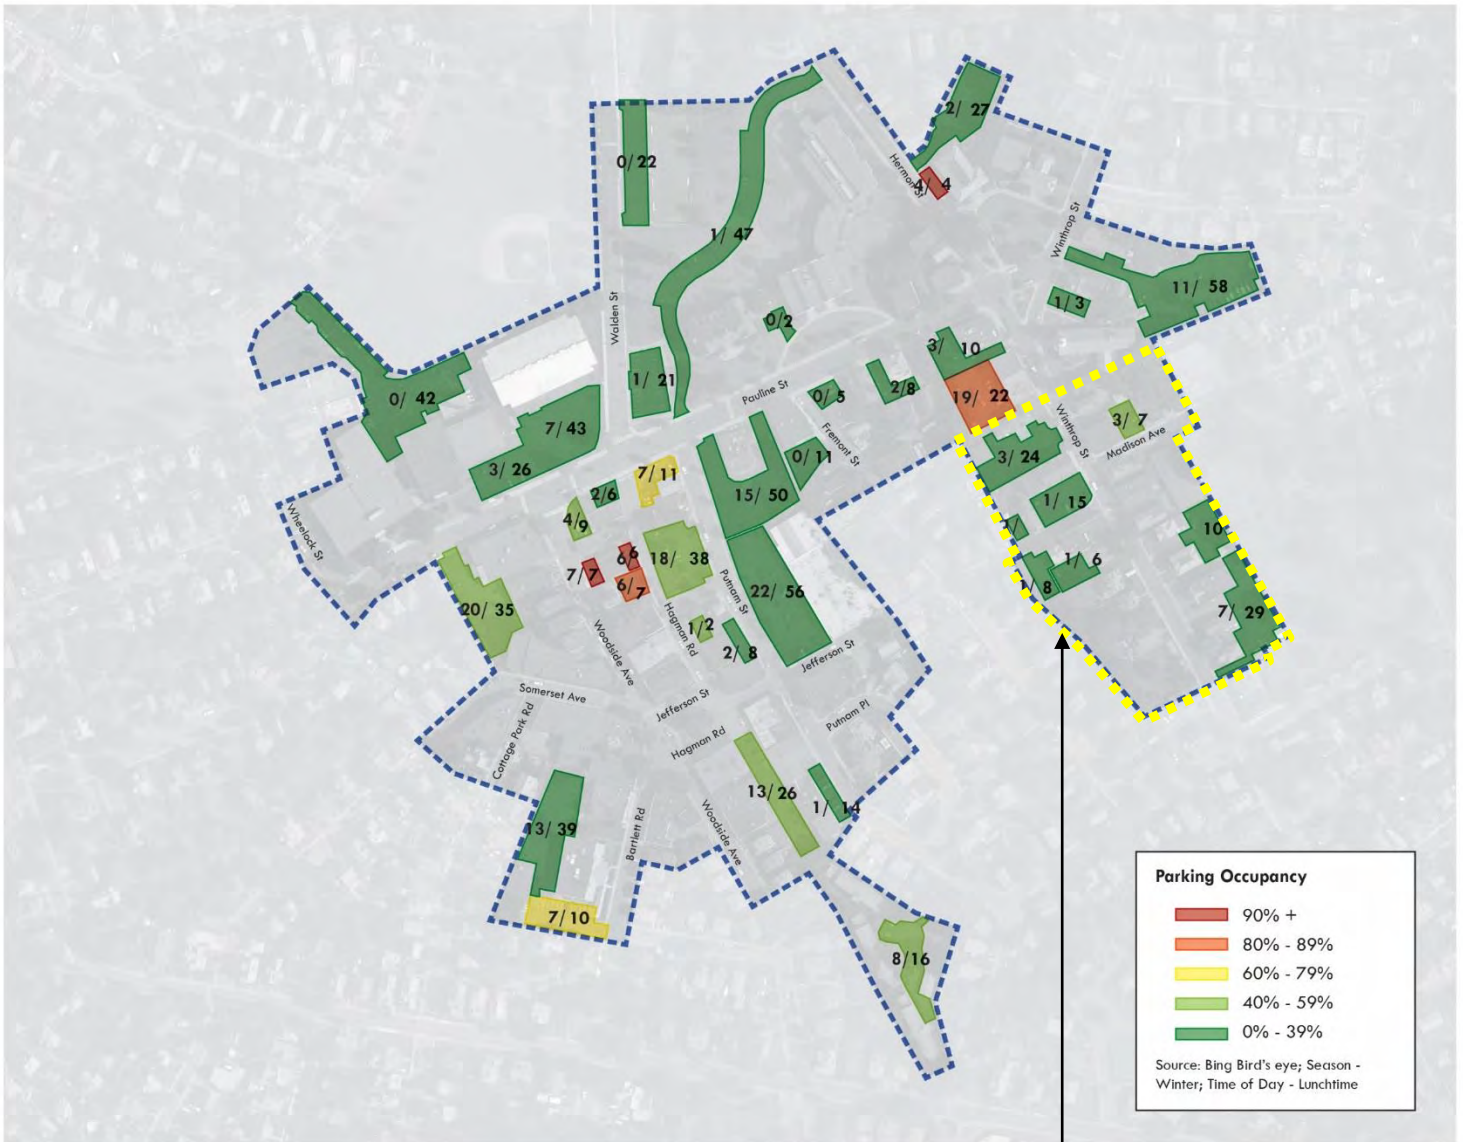 2/ 27
0/ 22
Hermon St
4/ 4
1/ 47
Winthrop St
11/ 58
1/ 3
Walden St
0/2
3/ 10
1/ 21
Pauline St
0/ 42
0/ 5
2/8
19/ 22
3/ 7
Winthrop St
Madison Ave
7/ 43
Fremont St
3/ 26
0/ 11
3/ 24
7/ 11
2/6
15/ 50
1/ 15
4/9
Wheelock St
1/
10
6 6
18/ 38
7/ 7
6/ 7
1/ 6
1/ 8
22/ 56
Putnam St
20/ 35
7/ 29
Hagman Rd
1/2
2/ 8
Woodside Ave
Jefferson St
Somerset Ave
Jefferson St
Cottage Park Rd
Putnam Pl
Hagman Rd
13/ 26
1/ 14
13/ 39
Bartlett Rd
Woodside Ave
7/ 10
8/16
Parking Occupancy
90% +
80% - 89%
60% - 79%
40% - 59%
0% - 39%
Source: Bing Bird's eye; Season -
Winter; Time of Day - Lunchtime